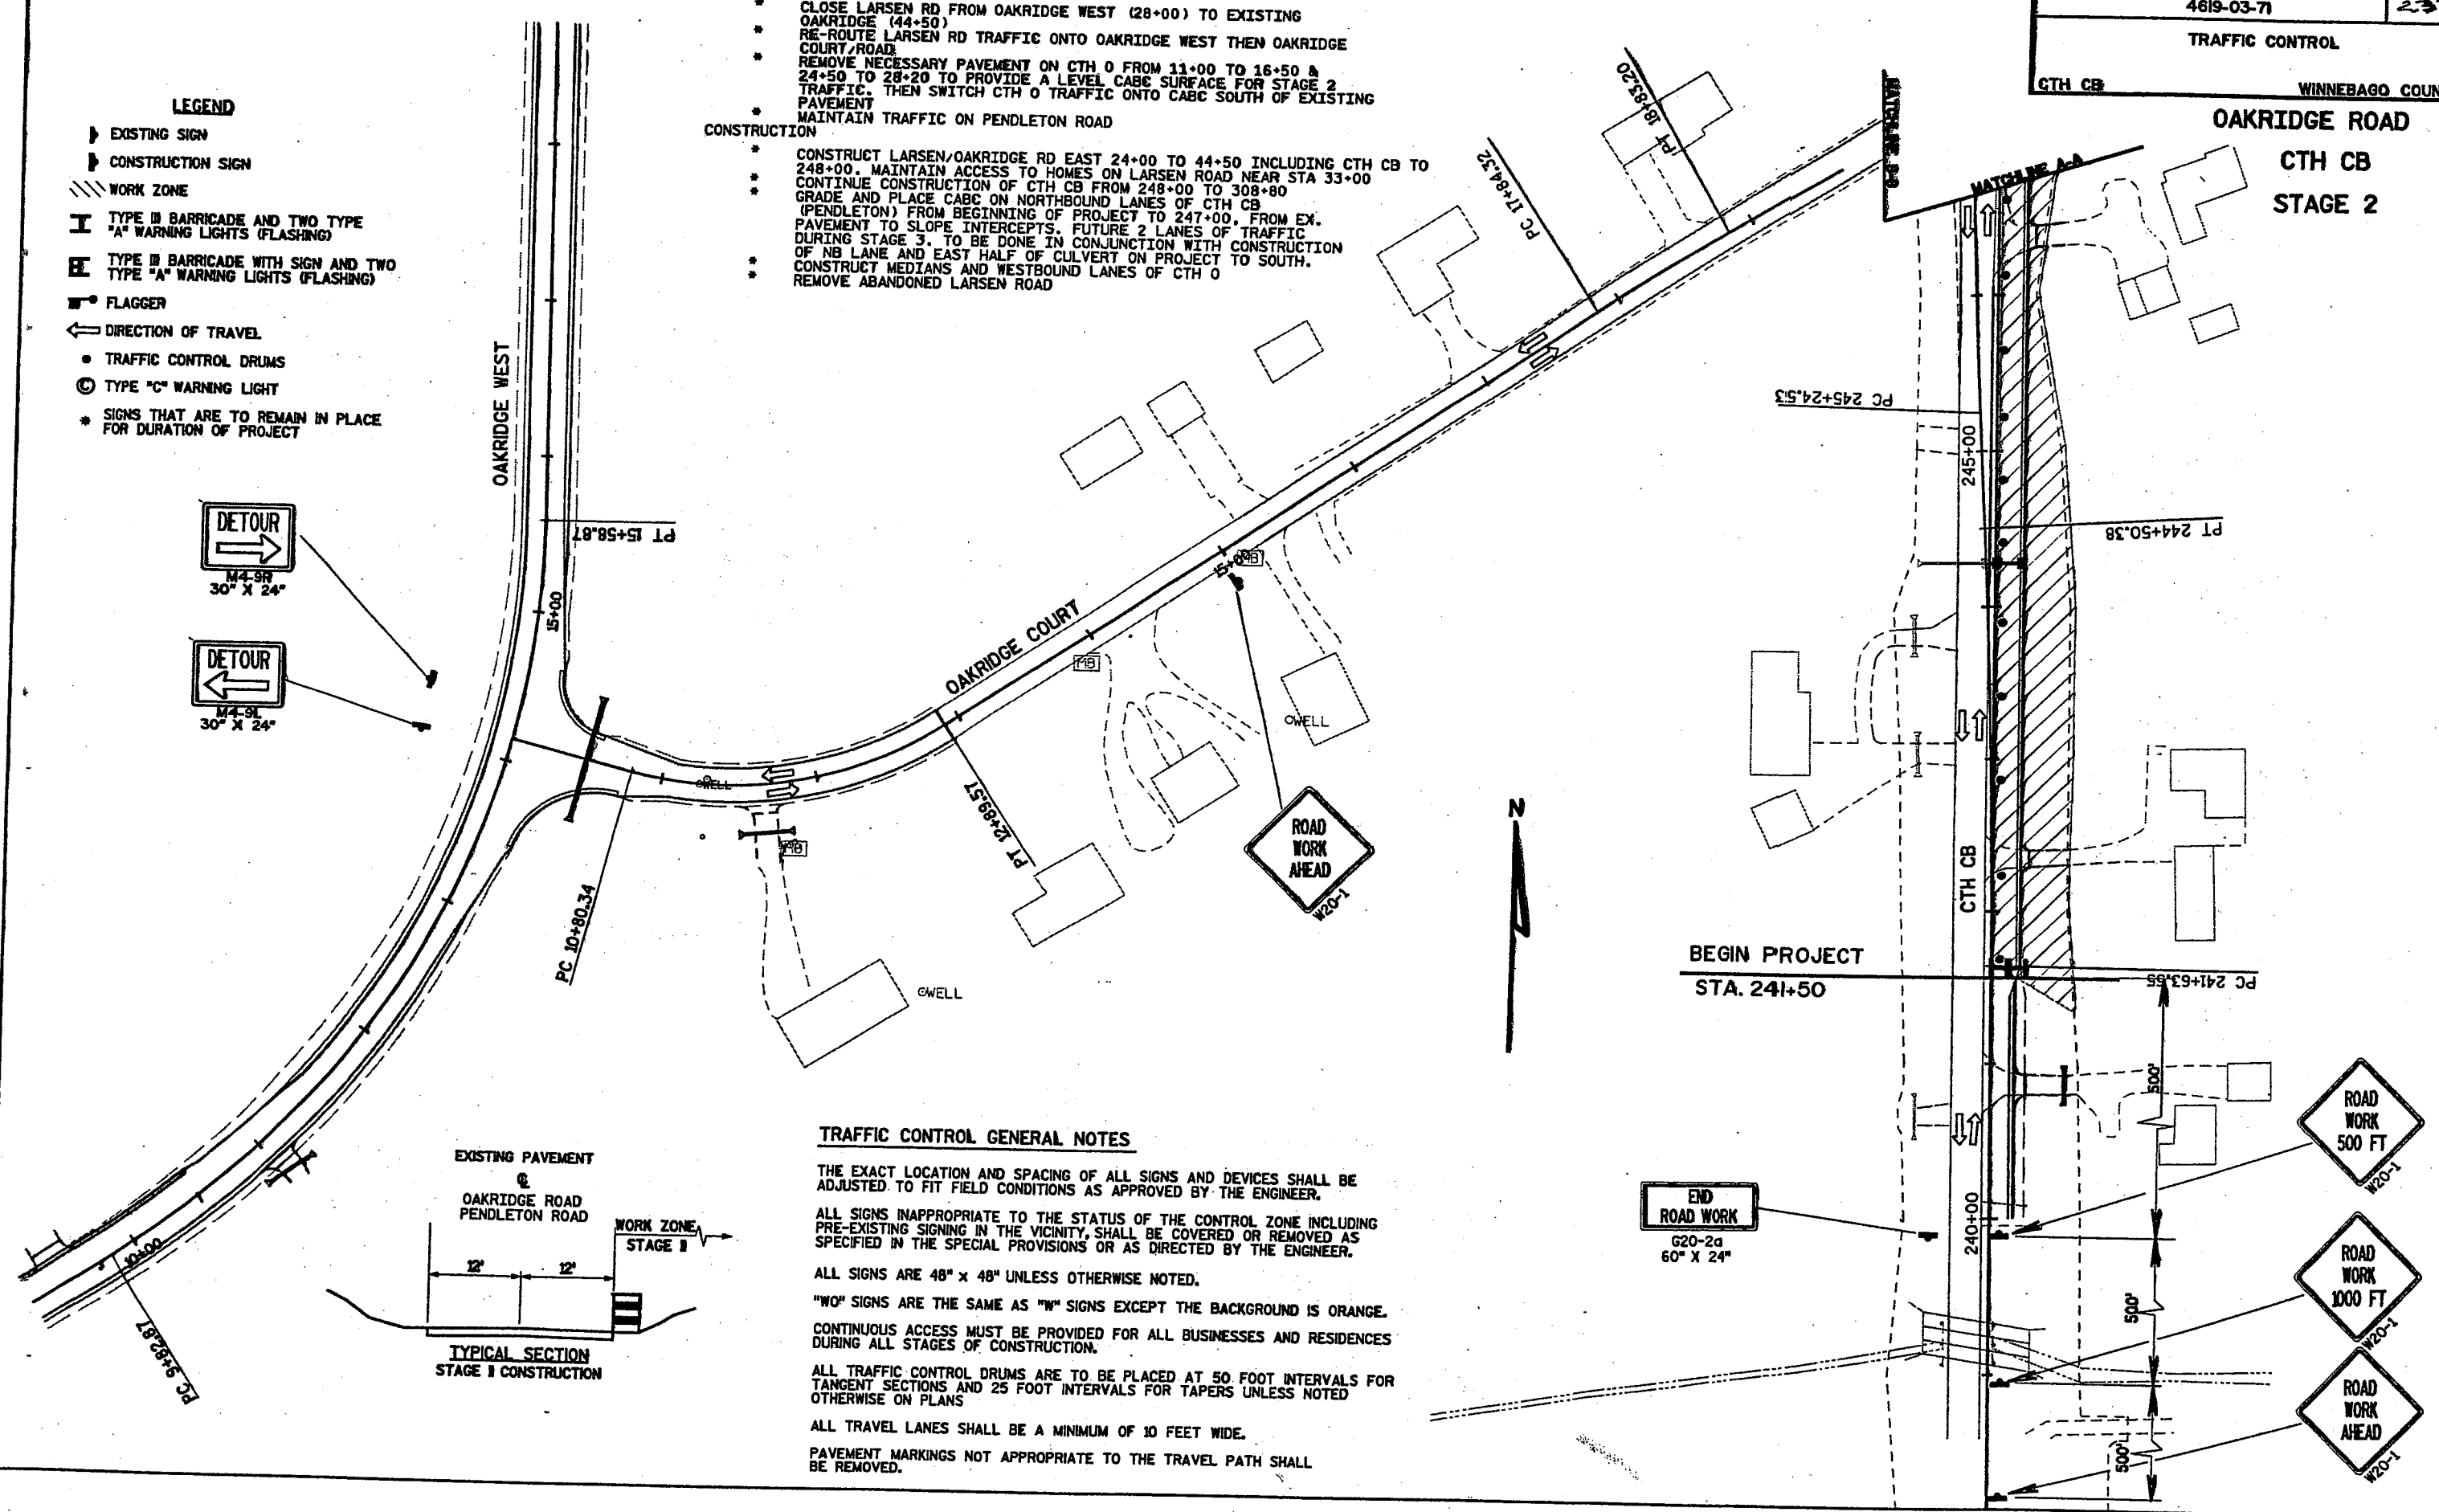 CLOSE LARSEN RD FROM OAKRIDGE WEST (28+00) TO EXISTING
OAKRIDGE (44+50)
* RE-ROUTE LARSEN RD TRAFFIC ONTO OAKRIDGE WEST THEN OAKRIDGE
COURT/ROAD
* REMOVE NECESSARY PAVEMENT ON CTH O FROM 11+00 TO 16+50 &
24+50 TO 28+20 TO PROVIDE A LEVEL CABC SURFACE FOR STAGE 2
TRAFFIC. THEN SWITCH CTH O TRAFFIC ONTO CABC SOUTH OF EXISTING
PAVEMENT
* MAINTAIN TRAFFIC ON PENDLETON ROAD
CONSTRUCTION
* CONSTRUCT LARSEN/OAKRIDGE RD EAST 24+00 TO 44+50 INCLUDING CTH CB TO
248+00. MAINTAIN ACCESS TO HOMES ON LARSEN ROAD NEAR STA 33+00
* CONTINUE CONSTRUCTION OF CTH CB FROM 248+00 TO 308+80
* GRADE AND PLACE CABC ON NORTHBOUND LANES OF CTH CB
(PENDLETON) FROM BEGINNING OF PROJECT TO 247+00. FROM EX.
PAVEMENT TO SLOPE INTERCEPTS. FUTURE 2 LANES OF TRAFFIC
DURING STAGE 3. TO BE DONE IN CONJUNCTION WITH CONSTRUCTION
OF NB LANE AND EAST HALF OF CULVERT ON PROJECT TO SOUTH.
* CONSTRUCT MEDIANS AND WESTBOUND LANES OF CTH O
* REMOVE ABANDONED LARSEN ROAD
4619-03-71
TRAFFIC CONTROL
CTH CB
WINNEBAGO COUN
OAKRIDGE ROAD
CTH CB
STAGE 2
LEGEND
EXISTING SIGN
CONSTRUCTION SIGN
WORK ZONE
TYPE III BARRICADE AND TWO TYPE
"A" WARNING LIGHTS (FLASHING)
TYPE III BARRICADE WITH SIGN AND TWO
TYPE "A" WARNING LIGHTS (FLASHING)
FLAGGER
DIRECTION OF TRAVEL
TRAFFIC CONTROL DRUMS
© TYPE "C" WARNING LIGHT
* SIGNS THAT ARE TO REMAIN IN PLACE
FOR DURATION OF PROJECT
DETOUR
M4-9R
30" X 24"
DETOUR
M4-9L
30" X 24"
OAKRIDGE WEST
PT 15+58.87
15+00
PC 10+80.34
WELL
MB
PT 12+89.57
OAKRIDGE COURT
MB
15+00
MB
WELL
WELL
PC 17+84.32
PT 18+83.20
ROAD
WORK
AHEAD
W20-1
N
10+00
PC 9+82.87
MATCHLINE B-B
MATCHLINE A-A
PC 245+24.53
245+00
PT 244+50.38
CTH CB
BEGIN PROJECT
STA. 241+50
PC 241+63.55
500'
240+00
500'
500'
END
ROAD WORK
G20-2a
60" X 24"
ROAD
WORK
500 FT
W20-1
ROAD
WORK
1000 FT
W20-1
ROAD
WORK
AHEAD
W20-1
EXISTING PAVEMENT
OAKRIDGE ROAD
PENDLETON ROAD
WORK ZONE
STAGE II
12'
12'
TYPICAL SECTION
STAGE II CONSTRUCTION
TRAFFIC CONTROL GENERAL NOTES
THE EXACT LOCATION AND SPACING OF ALL SIGNS AND DEVICES SHALL BE
ADJUSTED TO FIT FIELD CONDITIONS AS APPROVED BY THE ENGINEER.
ALL SIGNS INAPPROPRIATE TO THE STATUS OF THE CONTROL ZONE INCLUDING
PRE-EXISTING SIGNING IN THE VICINITY, SHALL BE COVERED OR REMOVED AS
SPECIFIED IN THE SPECIAL PROVISIONS OR AS DIRECTED BY THE ENGINEER.
ALL SIGNS ARE 48" x 48" UNLESS OTHERWISE NOTED.
"WO" SIGNS ARE THE SAME AS "W" SIGNS EXCEPT THE BACKGROUND IS ORANGE.
CONTINUOUS ACCESS MUST BE PROVIDED FOR ALL BUSINESSES AND RESIDENCES
DURING ALL STAGES OF CONSTRUCTION.
ALL TRAFFIC CONTROL DRUMS ARE TO BE PLACED AT 50 FOOT INTERVALS FOR
TANGENT SECTIONS AND 25 FOOT INTERVALS FOR TAPERS UNLESS NOTED
OTHERWISE ON PLANS
ALL TRAVEL LANES SHALL BE A MINIMUM OF 10 FEET WIDE.
PAVEMENT MARKINGS NOT APPROPRIATE TO THE TRAVEL PATH SHALL
BE REMOVED.